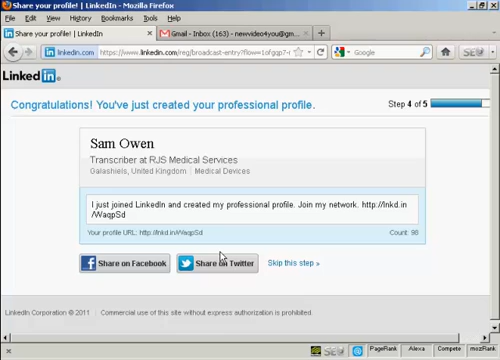 Share your profile! | LinkedIn - Mozilla Firefox
File Edit View History Bookmarks Tools Help
Share your profile! | LinkedIn
Gmail - Inbox (163) - newvideo4you@gm...
linkedin.com
Google
Linked in
Congratulations! You've just created your professional profile.
Step 4 of 5
Sam Owen
Transcriber at RJS Medical Services
Galashiels, United Kingdom | Medical Devices
I just joined LinkedIn and created my professional profile. Join my network. http://lnkd.in
/WaqpSd
Your profile URL: http://lnkd.in/WaqpSd
Count: 98
Share on Facebook
Share on Twitter
Skip this step »
LinkedIn Corporation © 2011 | Commercial use of this site without express authorization is prohibited.
PageRank
Alexa
Compete
mozRank